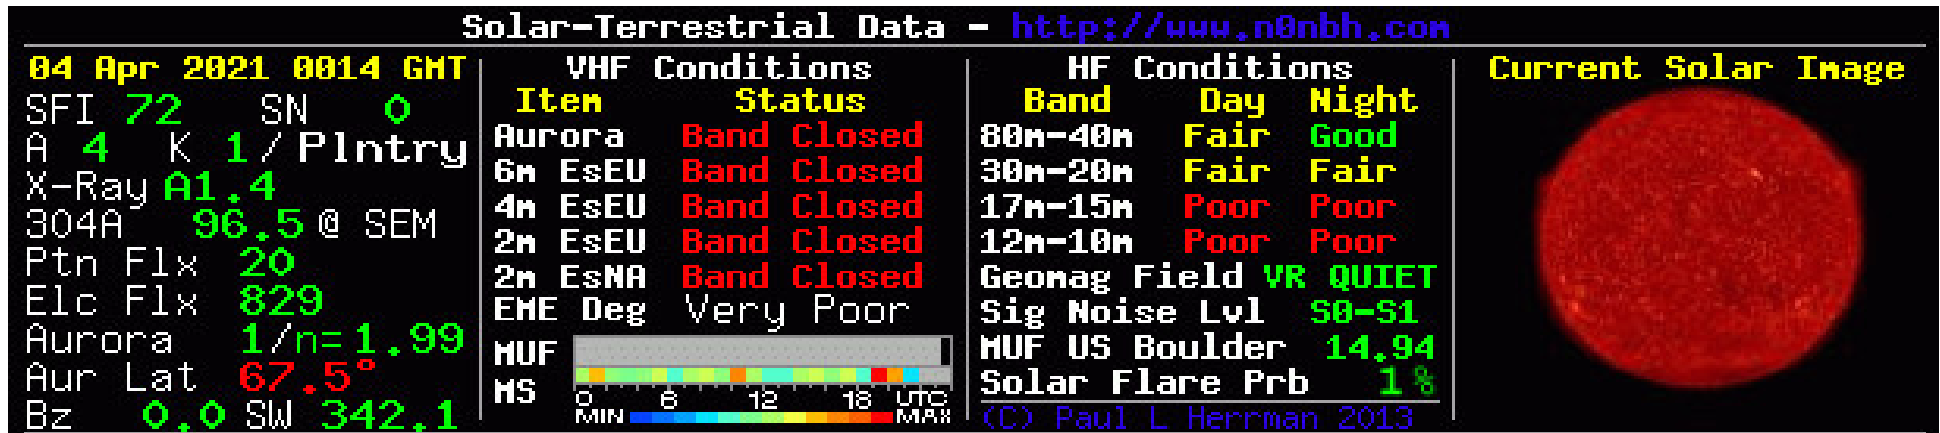 Solar-Terrestrial Data - http://www.n0nbh.com
04 Apr 2021 0014 GMT
SFI 72 SN 0
A 4 K 1/Plntry
X-Ray A1.4
304A 96.5 @ SEM
Ptn Flx 20
Elc Flx 829
Aurora 1/n=1.99
Aur Lat 67.5°
Bz 0.0 SW 342.1
VHF Conditions
Item Status
Aurora Band Closed
6m EsEU Band Closed
4m EsEU Band Closed
2m EsEU Band Closed
2m EsNA Band Closed
EME Deg Very Poor
MUF
MS
0 6 12 18 UTC
MIN MAX
HF Conditions
Band Day Night
80m-40m Fair Good
30m-20m Fair Fair
17m-15m Poor Poor
12m-10m Poor Poor
Geomag Field VR QUIET
Sig Noise Lvl S0-S1
MUF US Boulder 14.94
Solar Flare Prb 1%
(C) Paul L Herrman 2013
Current Solar Image